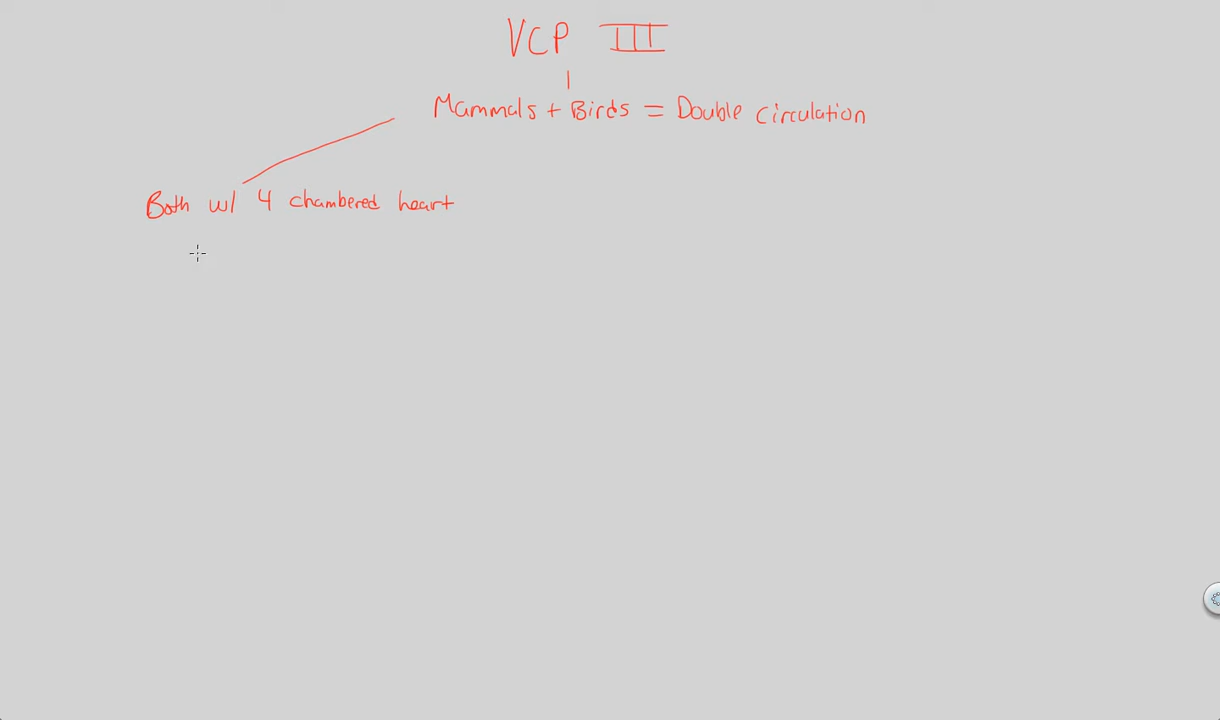 VCP III
Mammals + Birds = Double circulation
Both w/ 4 chambered heart